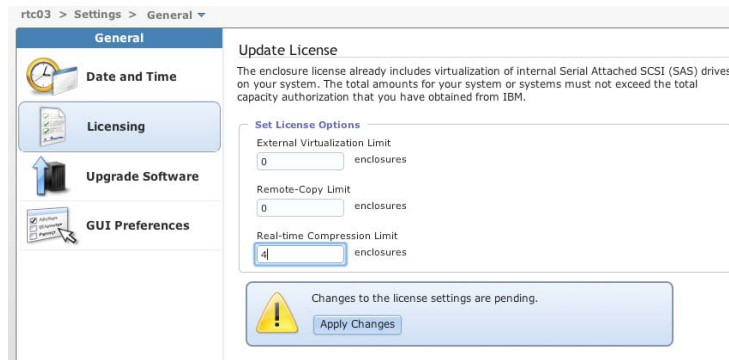 rtc03 > Settings > General
General
Date and Time
Licensing
Upgrade Software
GUI Preferences
Update License
The enclosure license already includes virtualization of internal Serial Attached SCSI (SAS) drives
on your system. The total amounts for your system or systems must not exceed the total
capacity authorization that you have obtained from IBM.
Set License Options
External Virtualization Limit
0 enclosures
Remote-Copy Limit
0 enclosures
Real-time Compression Limit
4 enclosures
Changes to the license settings are pending.
Apply Changes